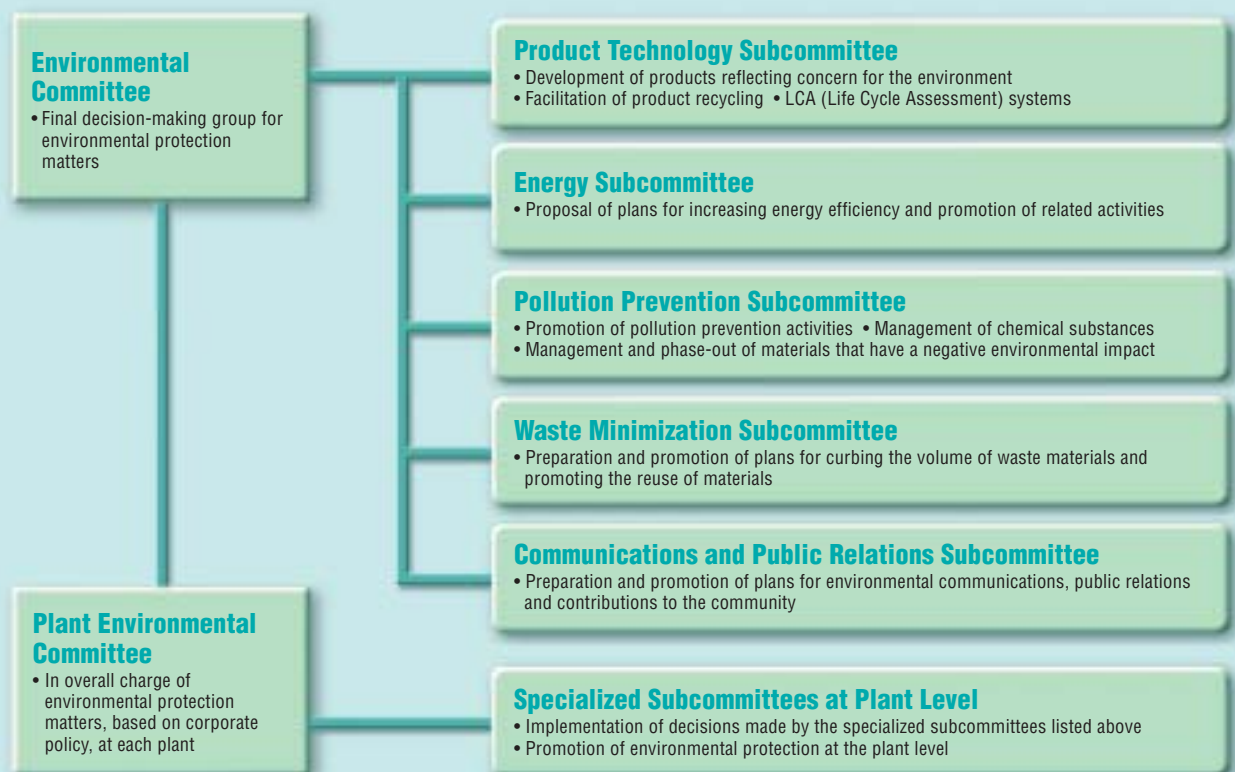 Environmental
Committee
• Final decision-making group for
environmental protection
matters
Product Technology Subcommittee
• Development of products reflecting concern for the environment
• Facilitation of product recycling • LCA (Life Cycle Assessment) systems
Energy Subcommittee
• Proposal of plans for increasing energy efficiency and promotion of related activities
Pollution Prevention Subcommittee
• Promotion of pollution prevention activities • Management of chemical substances
• Management and phase-out of materials that have a negative environmental impact
Waste Minimization Subcommittee
• Preparation and promotion of plans for curbing the volume of waste materials and
promoting the reuse of materials
Communications and Public Relations Subcommittee
• Preparation and promotion of plans for environmental communications, public relations
and contributions to the community
Plant Environmental
Committee
• In overall charge of
environmental protection
matters, based on corporate
policy, at each plant
Specialized Subcommittees at Plant Level
• Implementation of decisions made by the specialized subcommittees listed above
• Promotion of environmental protection at the plant level